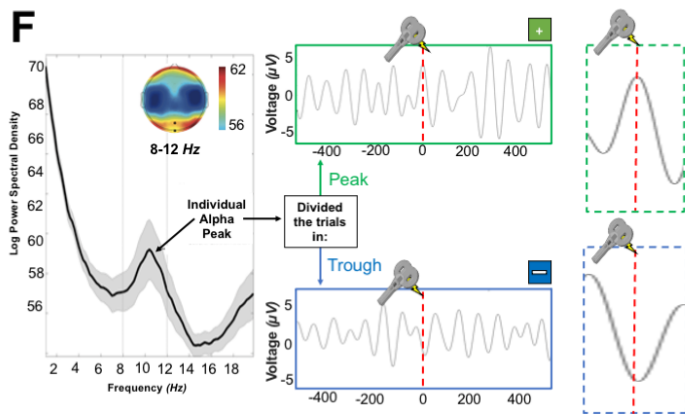 F
70
68
66
64
62
60
58
56
Log Power Spectral Density
2 4 6 8 10 12 14 16 18
Frequency (Hz)
62
56
8-12 Hz
Individual
Alpha
Peak
Divided
the trials
in:
Peak
Trough
+
Voltage (µV)
5
0
-5
-400 -200 0 200 400
Voltage (µV)
5
0
-5
-400 -200 0 200 400